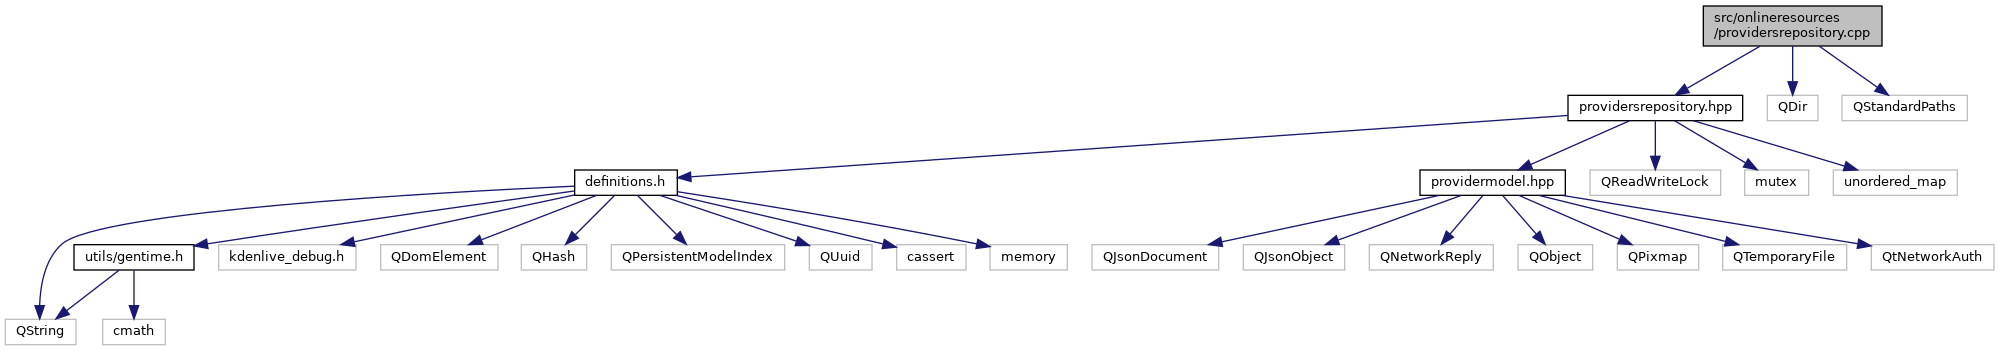 src/onlineresources
/providersrepository.cpp
providersrepository.hpp
QDir
QStandardPaths
definitions.h
providermodel.hpp
QReadWriteLock
mutex
unordered_map
utils/gentime.h
kdenlive_debug.h
QDomElement
QHash
QPersistentModelIndex
QUuid
cassert
memory
QJsonDocument
QJsonObject
QNetworkReply
QObject
QPixmap
QTemporaryFile
QtNetworkAuth
QString
cmath